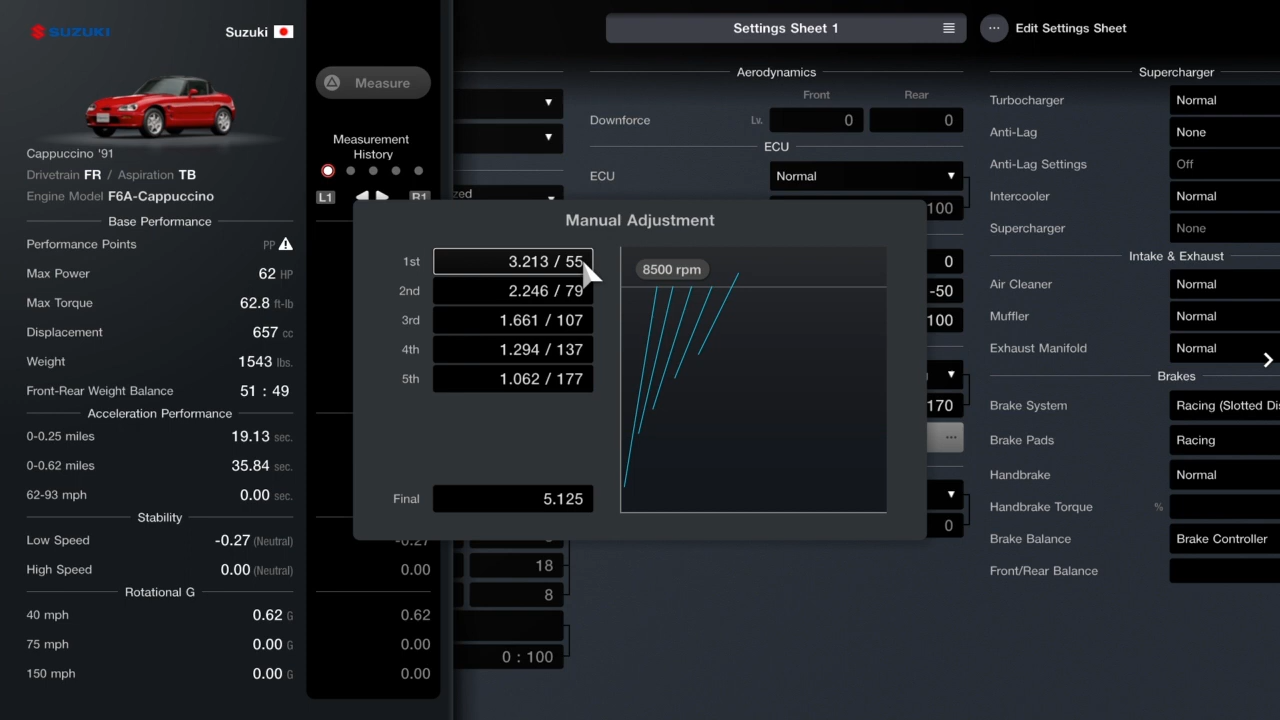 SUZUKI
Suzuki
Cappuccino '91
Drivetrain FR / Aspiration TB
Engine Model F6A-Cappuccino
Base Performance
Performance Points PP
Max Power 62 HP
Max Torque 62.8 ft-lb
Displacement 657 cc
Weight 1543 lbs.
Front-Rear Weight Balance 51 : 49
Acceleration Performance
0-0.25 miles 19.13 sec.
0-0.62 miles 35.84 sec.
62-93 mph 0.00 sec.
Stability
Low Speed -0.27 (Neutral)
High Speed 0.00 (Neutral)
Rotational G
40 mph 0.62 G
75 mph 0.00 G
150 mph 0.00 G
Measure
Measurement
History
L1 R1
-0.27
0.00
0.62
0.00
0.00
zed
18
8
0 : 100
Settings Sheet 1
Edit Settings Sheet
Aerodynamics
Front Rear
Downforce Lv. 0 0
ECU
ECU Normal
100
0
-50
100
170
...
0
Manual Adjustment
1st 3.213 / 55
2nd 2.246 / 79
3rd 1.661 / 107
4th 1.294 / 137
5th 1.062 / 177
Final 5.125
8500 rpm
Supercharger
Turbocharger Normal
Anti-Lag None
Anti-Lag Settings Off
Intercooler Normal
Supercharger None
Intake & Exhaust
Air Cleaner Normal
Muffler Normal
Exhaust Manifold Normal
Brakes
Brake System Racing (Slotted Di
Brake Pads Racing
Handbrake Normal
Handbrake Torque %
Brake Balance Brake Controller
Front/Rear Balance